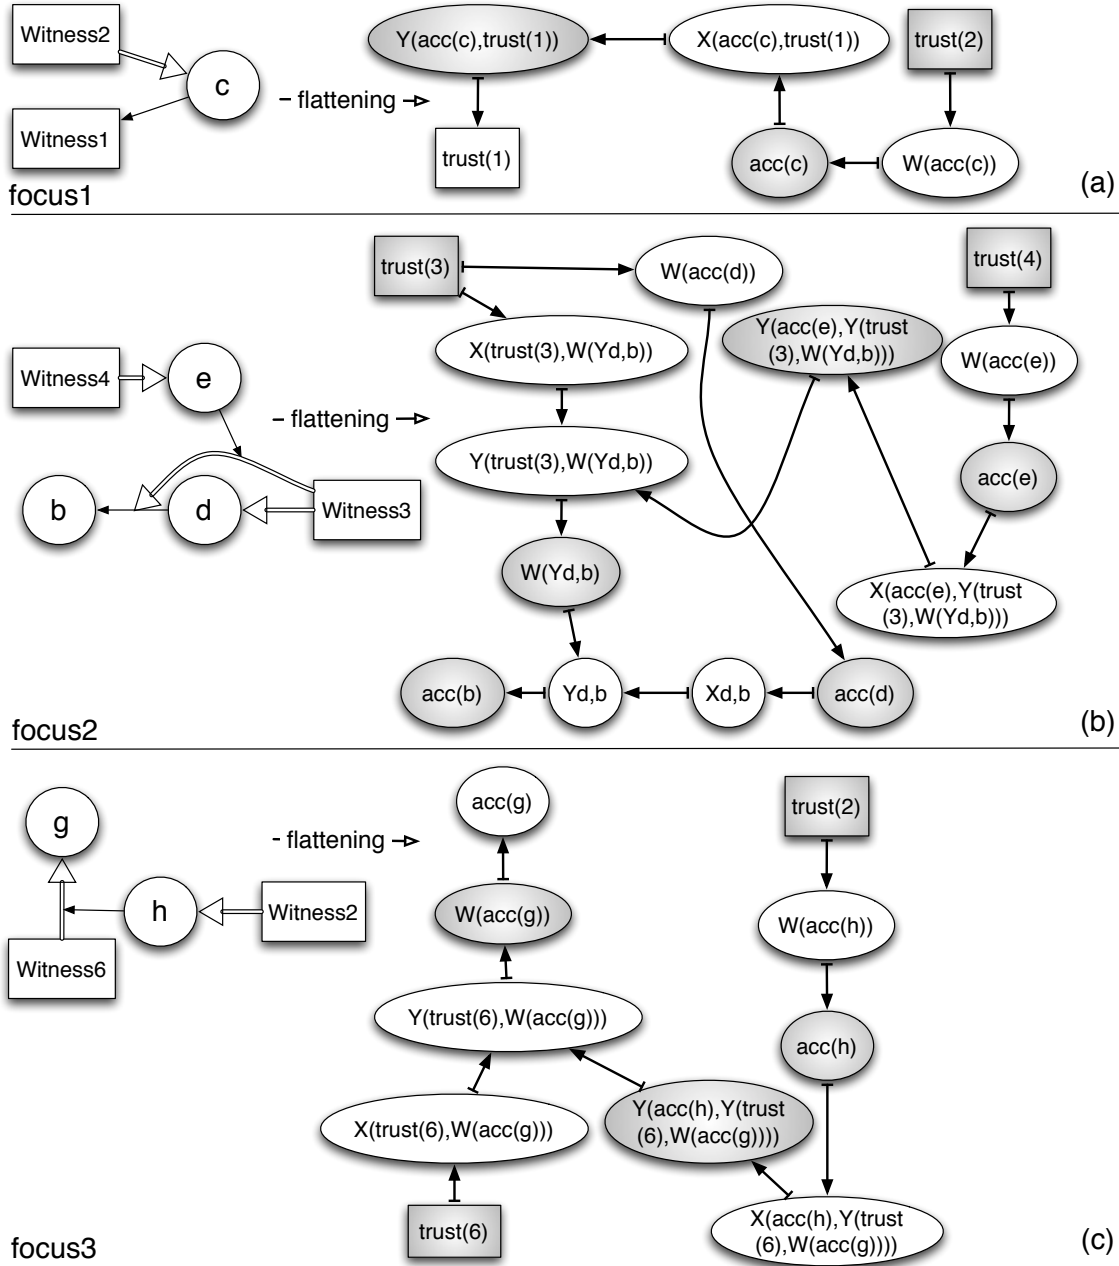 Witness2
c
Witness1
– flattening
Y(acc(c),trust(1))
X(acc(c),trust(1))
trust(2)
trust(1)
acc(c)
W(acc(c))
focus1
(a)
trust(3)
W(acc(d))
trust(4)
X(trust(3),W(Yd,b))
Y(acc(e),Y(trust
(3),W(Yd,b)))
W(acc(e))
Witness4
e
– flattening
Y(trust(3),W(Yd,b))
acc(e)
b
d
Witness3
W(Yd,b)
X(acc(e),Y(trust
(3),W(Yd,b)))
acc(b)
Yd,b
Xd,b
acc(d)
focus2
(b)
g
– flattening
acc(g)
trust(2)
h
Witness2
W(acc(g))
W(acc(h))
Witness6
Y(trust(6),W(acc(g)))
acc(h)
X(trust(6),W(acc(g)))
Y(acc(h),Y(trust
(6),W(acc(g))))
trust(6)
X(acc(h),Y(trust
(6),W(acc(g))))
focus3
(c)